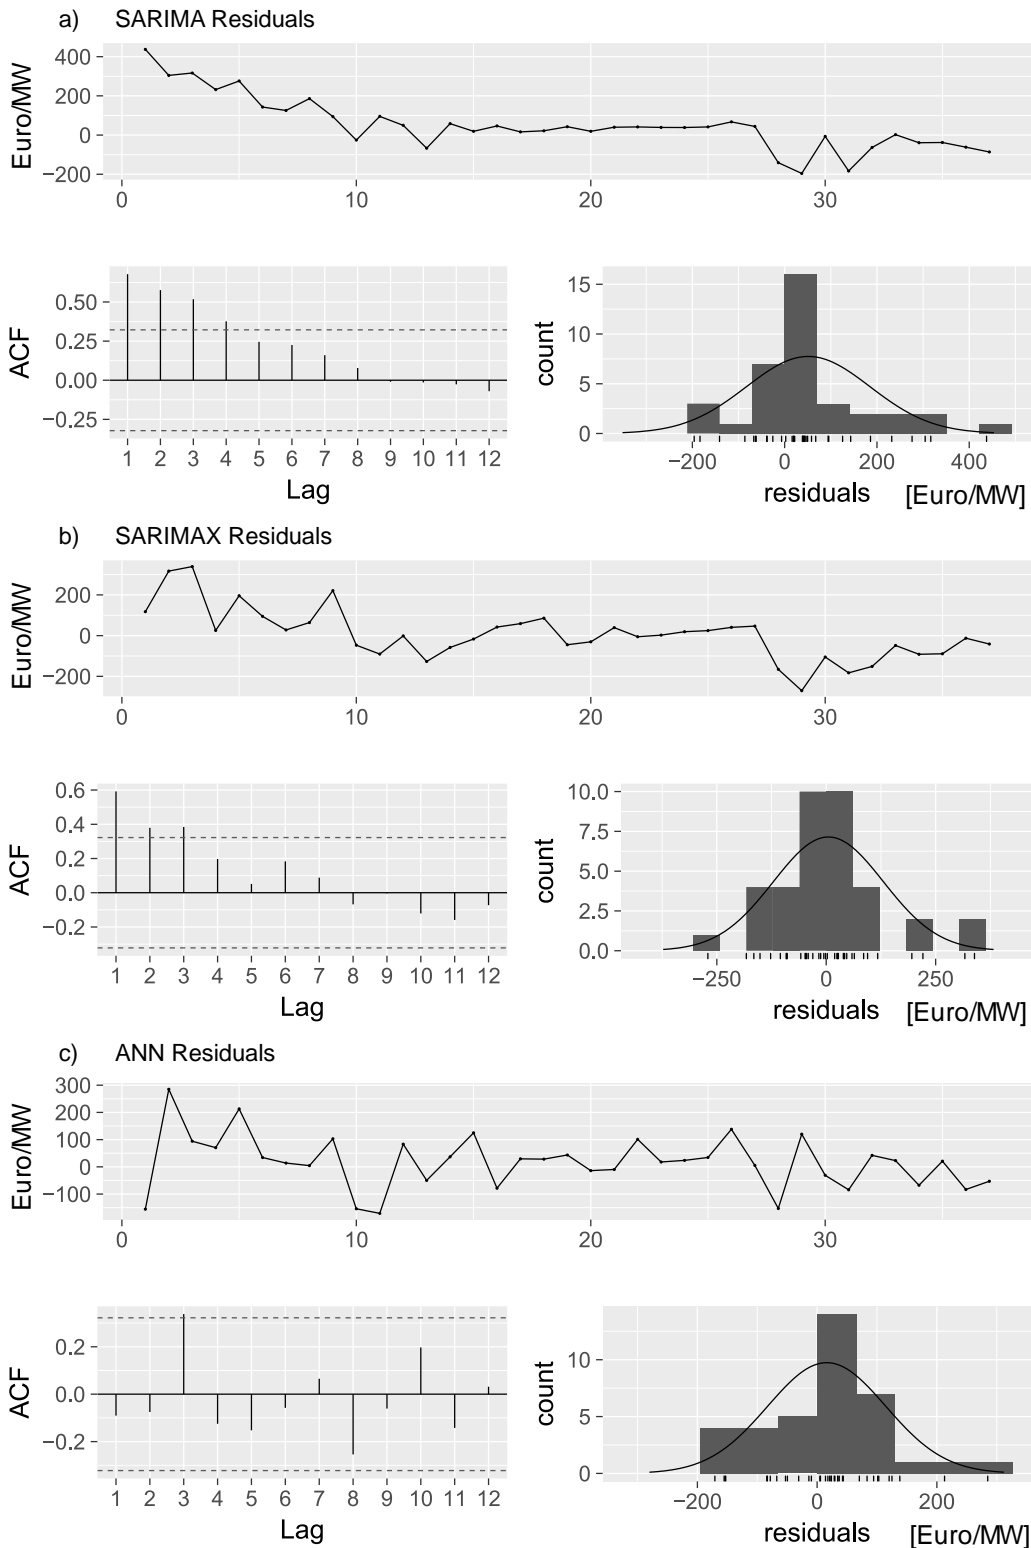 a) SARIMA Residuals
Euro/MW
400
200
0
−200
0 10 20 30
ACF
0.50
0.25
0.00
−0.25
1 2 3 4 5 6 7 8 9 10 11 12
Lag
count
15
10
5
0
−200 0 200 400
residuals [Euro/MW]
b) SARIMAX Residuals
Euro/MW
200
0
−200
0 10 20 30
ACF
0.6
0.4
0.2
0.0
−0.2
1 2 3 4 5 6 7 8 9 10 11 12
Lag
count
10.0
7.5
5.0
2.5
0.0
−250 0 250
residuals [Euro/MW]
c) ANN Residuals
Euro/MW
300
200
100
0
−100
0 10 20 30
ACF
0.2
0.0
−0.2
1 2 3 4 5 6 7 8 9 10 11 12
Lag
count
10
5
0
−200 0 200
residuals [Euro/MW]